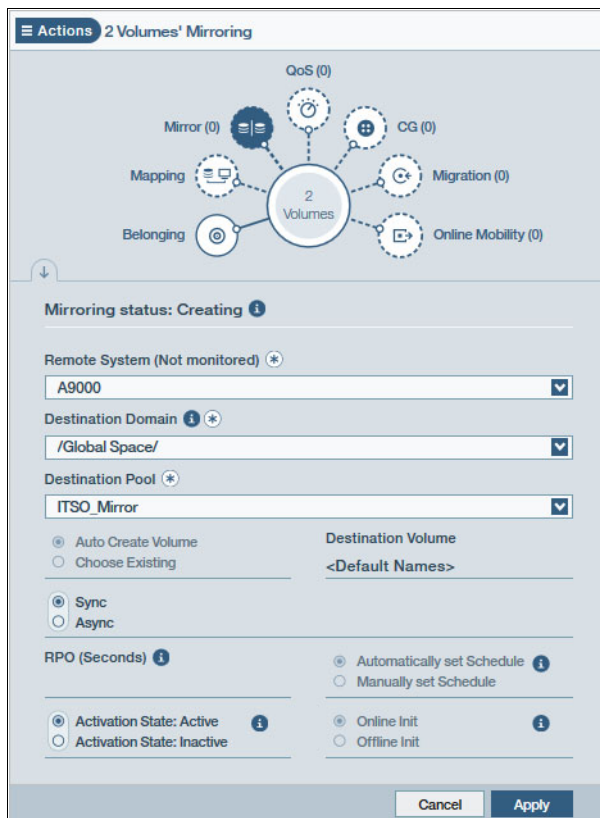 Actions 2 Volumes' Mirroring
QoS (0)
Mirror (0)
CG (0)
Mapping
Migration (0)
2
Volumes
Belonging
Online Mobility (0)
Mirroring status: Creating
Remote System (Not monitored)
A9000
Destination Domain
/Global Space/
Destination Pool
ITSO_Mirror
Auto Create Volume
Choose Existing
Destination Volume
<Default Names>
Sync
Async
RPO (Seconds)
Automatically set Schedule
Manually set Schedule
Activation State: Active
Activation State: Inactive
Online Init
Offline Init
Cancel Apply